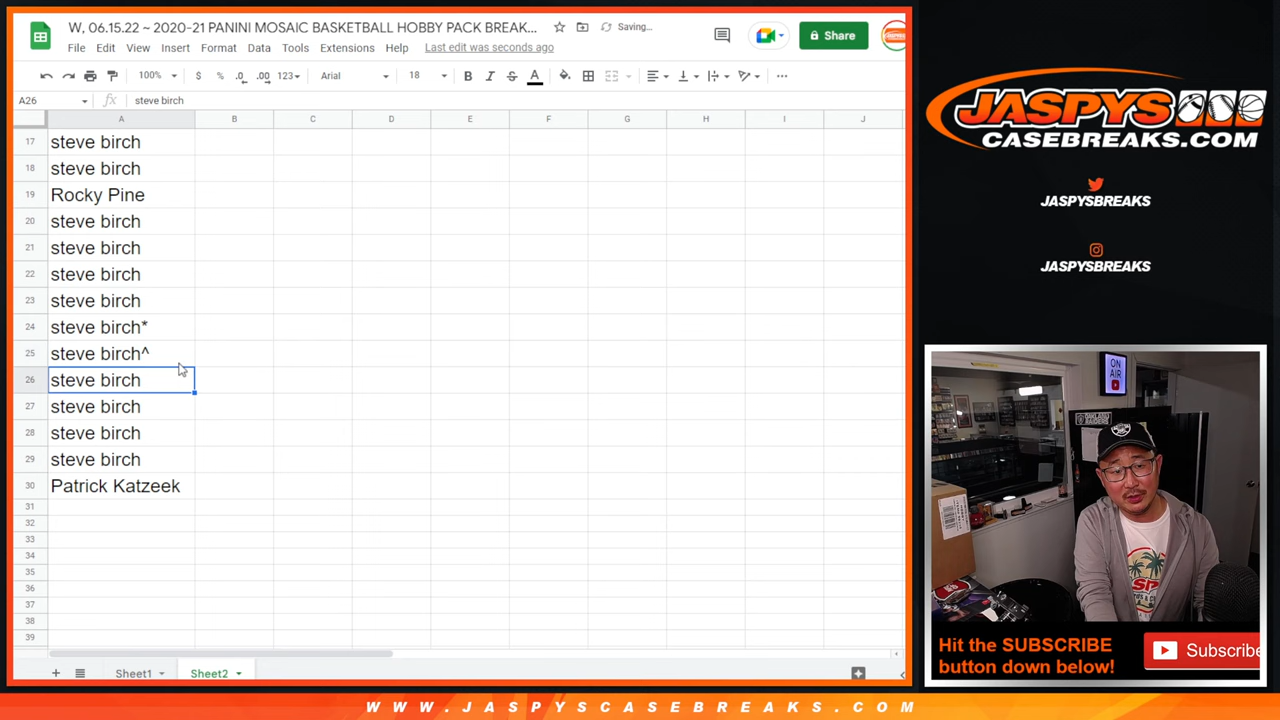 W, 06.15.22 ~ 2020-21 PANINI MOSAIC BASKETBALL HOBBY PACK BREAK...
Saving...
Share
File Edit View Insert Format Data Tools Extensions Help Last edit was seconds ago
100% $ % .0 .00 123 Arial 18 B I S A
A26 fx steve birch
A B C D E F G H I J
17 steve birch
18 steve birch
19 Rocky Pine
20 steve birch
21 steve birch
22 steve birch
23 steve birch
24 steve birch*
25 steve birch^
26 steve birch
27 steve birch
28 steve birch
29 steve birch
30 Patrick Katzeek
31
32
33
34
35
36
37
38
39
+ Sheet1 Sheet2
JASPYS
CASEBREAKS.COM
JASPYSBREAKS
JASPYSBREAKS
ON
AIR
Hit the SUBSCRIBE
button down below!
Subscribe
WWW.JASPYSCASEBREAKS.COM